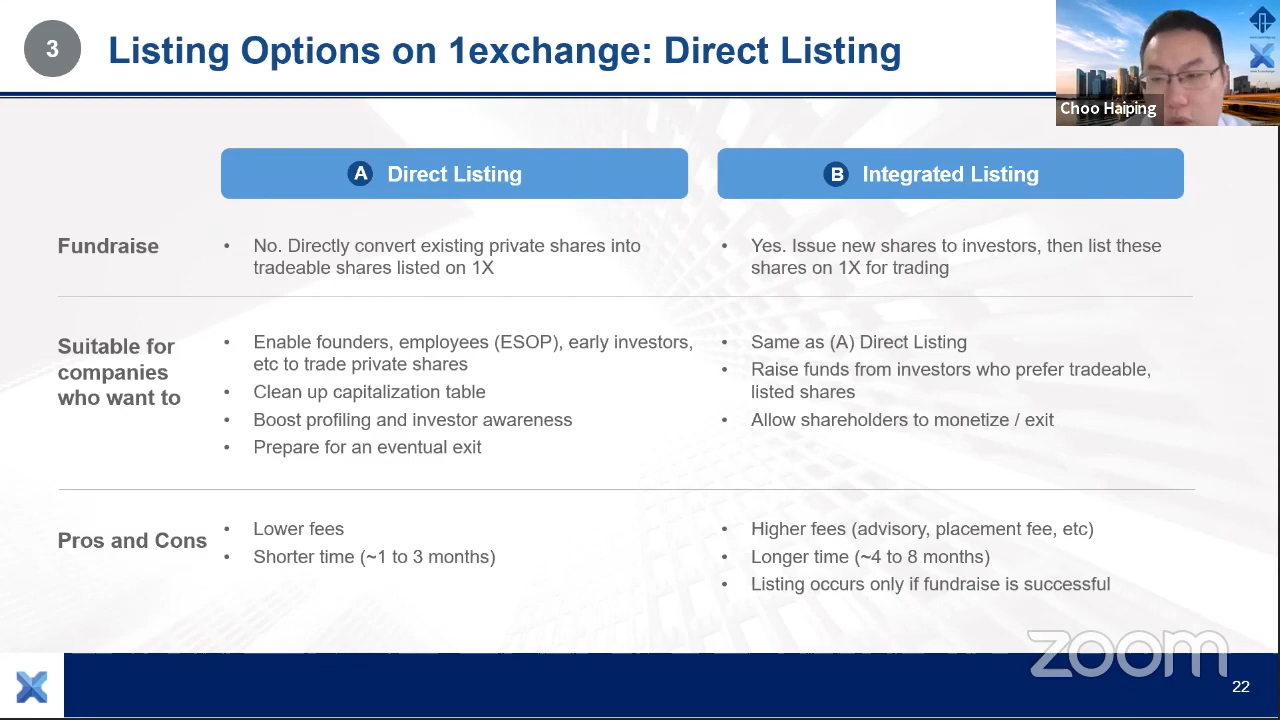 3
Listing Options on 1exchange: Direct Listing
Choo Haiping
A Direct Listing
B Integrated Listing
Fundraise
• No. Directly convert existing private shares into
tradeable shares listed on 1X
• Yes. Issue new shares to investors, then list these
shares on 1X for trading
Suitable for
companies
who want to
• Enable founders, employees (ESOP), early investors,
etc to trade private shares
• Clean up capitalization table
• Boost profiling and investor awareness
• Prepare for an eventual exit
• Same as (A) Direct Listing
• Raise funds from investors who prefer tradeable,
listed shares
• Allow shareholders to monetize / exit
Pros and Cons
• Lower fees
• Shorter time (~1 to 3 months)
• Higher fees (advisory, placement fee, etc)
• Longer time (~4 to 8 months)
• Listing occurs only if fundraise is successful
zoom
22